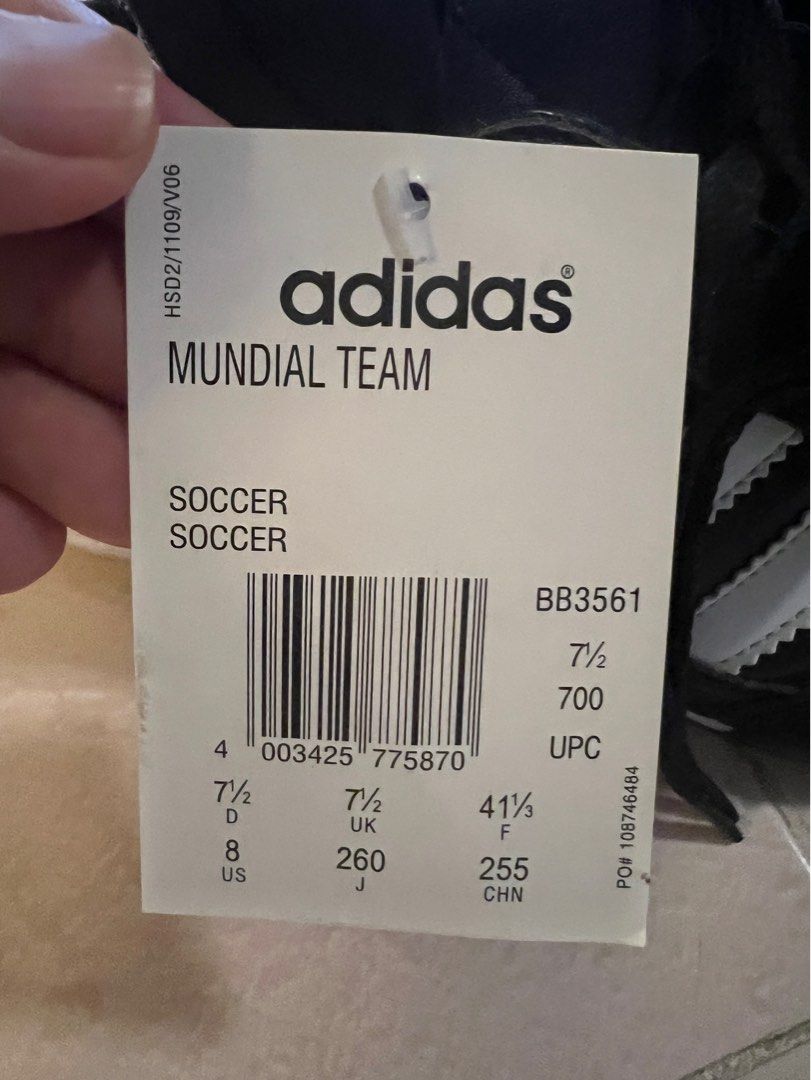 HSD2/1109/V06
adidas®
MUNDIAL TEAM
SOCCER
SOCCER
BB3561
7½
700
UPC
4 003425 775870
7½ 7½ 41⅓
D UK F
8 260 255
US J CHN
PO# 108746484